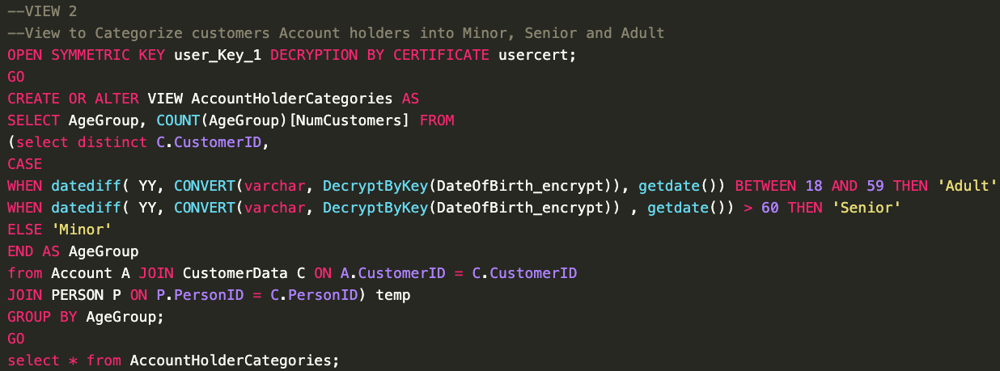 --VIEW 2
--View to Categorize customers Account holders into Minor, Senior and Adult
OPEN SYMMETRIC KEY user_Key_1 DECRYPTION BY CERTIFICATE usercert;
GO
CREATE OR ALTER VIEW AccountHolderCategories AS
SELECT AgeGroup, COUNT(AgeGroup)[NumCustomers] FROM
(select distinct C.CustomerID,
CASE
WHEN datediff( YY, CONVERT(varchar, DecryptByKey(DateOfBirth_encrypt)), getdate()) BETWEEN 18 AND 59 THEN 'Adult'
WHEN datediff( YY, CONVERT(varchar, DecryptByKey(DateOfBirth_encrypt)) , getdate()) > 60 THEN 'Senior'
ELSE 'Minor'
END AS AgeGroup
from Account A JOIN CustomerData C ON A.CustomerID = C.CustomerID
JOIN PERSON P ON P.PersonID = C.PersonID) temp
GROUP BY AgeGroup;
GO
select * from AccountHolderCategories;